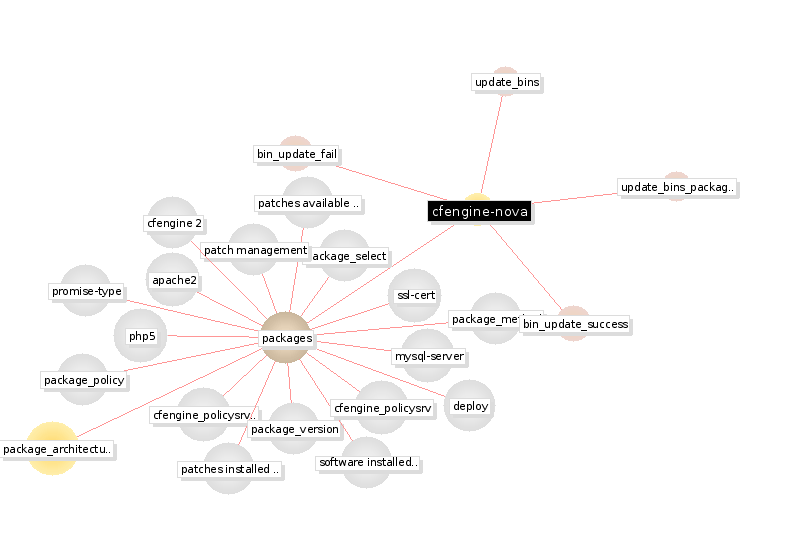 update_bins
bin_update_fail
update_bins_packag..
patches available ..
cfengine-nova
cfengine 2
patch management
ackage_select
apache2
promise-type
ssl-cert
package_me
bin_update_success
php5
packages
mysql-server
package_policy
deploy
cfengine_policysrv..
cfengine_policysrv
package_version
package_architectu..
patches installed ..
software installed..